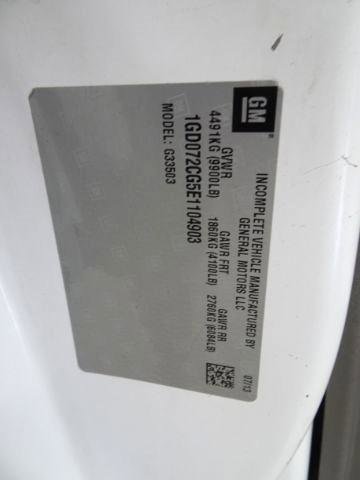 GM
INCOMPLETE VEHICLE MANUFACTURED BY
GENERAL MOTORS LLC
07/13
GVWR GAWR FRT GAWR RR
4491KG (9900LB) 1860KG (4100LB) 2760KG (6084LB)
1GD072CG5E1104903
MODEL: G33503